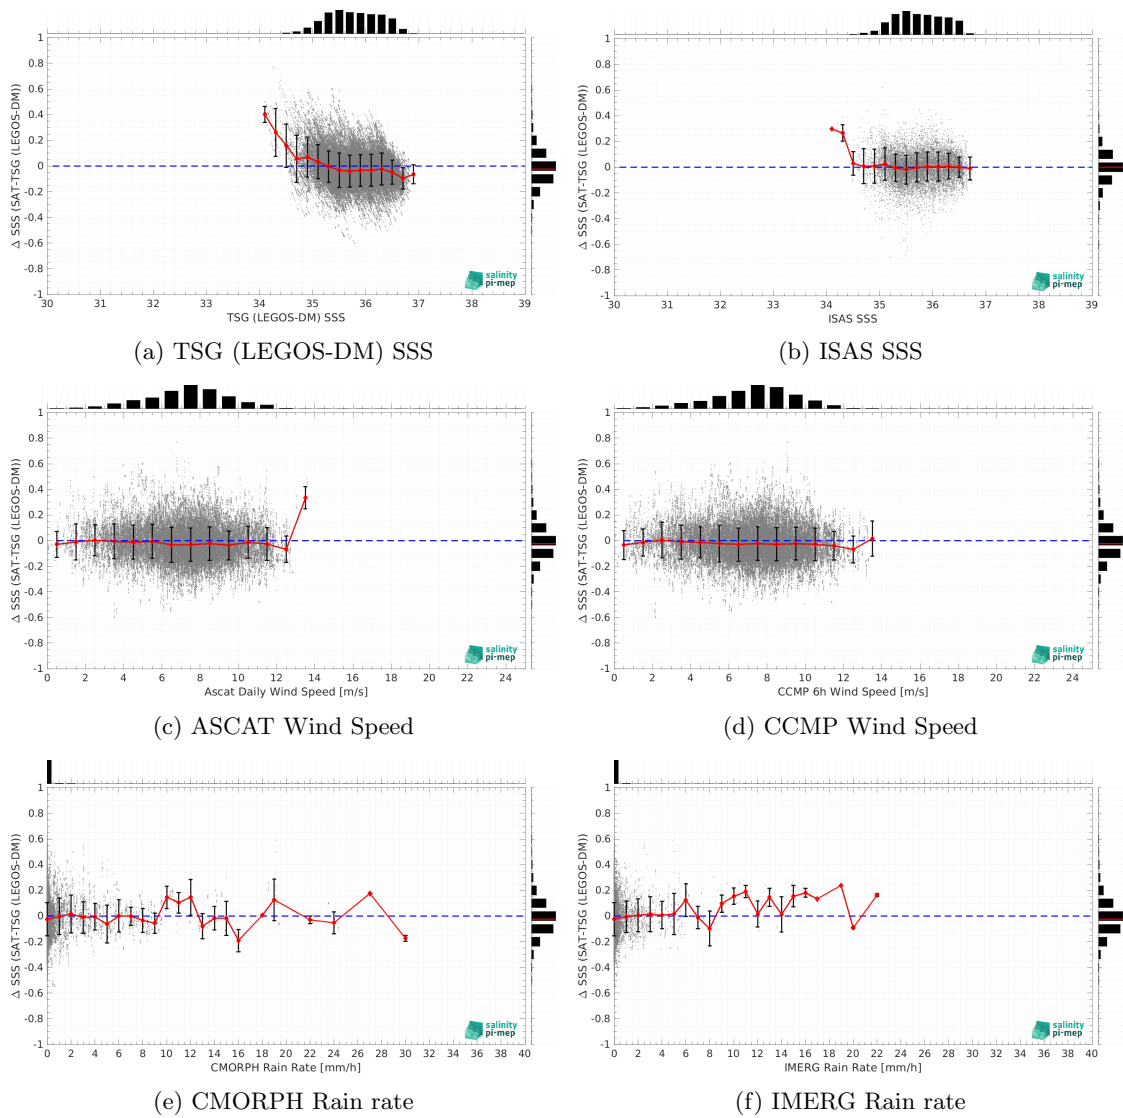 1
0.8
0.6
0.4
0.2
0
-0.2
-0.4
-0.6
-0.8
-1
Δ SSS (SAT-TSG (LEGOS-DM))
30 31 32 33 34 35 36 37 38 39
TSG (LEGOS-DM) SSS
salinity
pi-mep
(a) TSG (LEGOS-DM) SSS
1
0.8
0.6
0.4
0.2
0
-0.2
-0.4
-0.6
-0.8
-1
Δ SSS (SAT-TSG (LEGOS-DM))
30 31 32 33 34 35 36 37 38 39
ISAS SSS
salinity
pi-mep
(b) ISAS SSS
1
0.8
0.6
0.4
0.2
0
-0.2
-0.4
-0.6
-0.8
-1
Δ SSS (SAT-TSG (LEGOS-DM))
0 2 4 6 8 10 12 14 16 18 20 22 24
Ascat Daily Wind Speed [m/s]
salinity
pi-mep
(c) ASCAT Wind Speed
1
0.8
0.6
0.4
0.2
0
-0.2
-0.4
-0.6
-0.8
-1
Δ SSS (SAT-TSG (LEGOS-DM))
0 2 4 6 8 10 12 14 16 18 20 22 24
CCMP 6h Wind Speed [m/s]
salinity
pi-mep
(d) CCMP Wind Speed
1
0.8
0.6
0.4
0.2
0
-0.2
-0.4
-0.6
-0.8
-1
Δ SSS (SAT-TSG (LEGOS-DM))
0 2 4 6 8 10 12 14 16 18 20 22 24 26 28 30 32 34 36 38 40
CMORPH Rain Rate [mm/h]
salinity
pi-mep
(e) CMORPH Rain rate
1
0.8
0.6
0.4
0.2
0
-0.2
-0.4
-0.6
-0.8
-1
Δ SSS (SAT-TSG (LEGOS-DM))
0 2 4 6 8 10 12 14 16 18 20 22 24 26 28 30 32 34 36 38 40
IMERG Rain Rate [mm/h]
salinity
pi-mep
(f) IMERG Rain rate